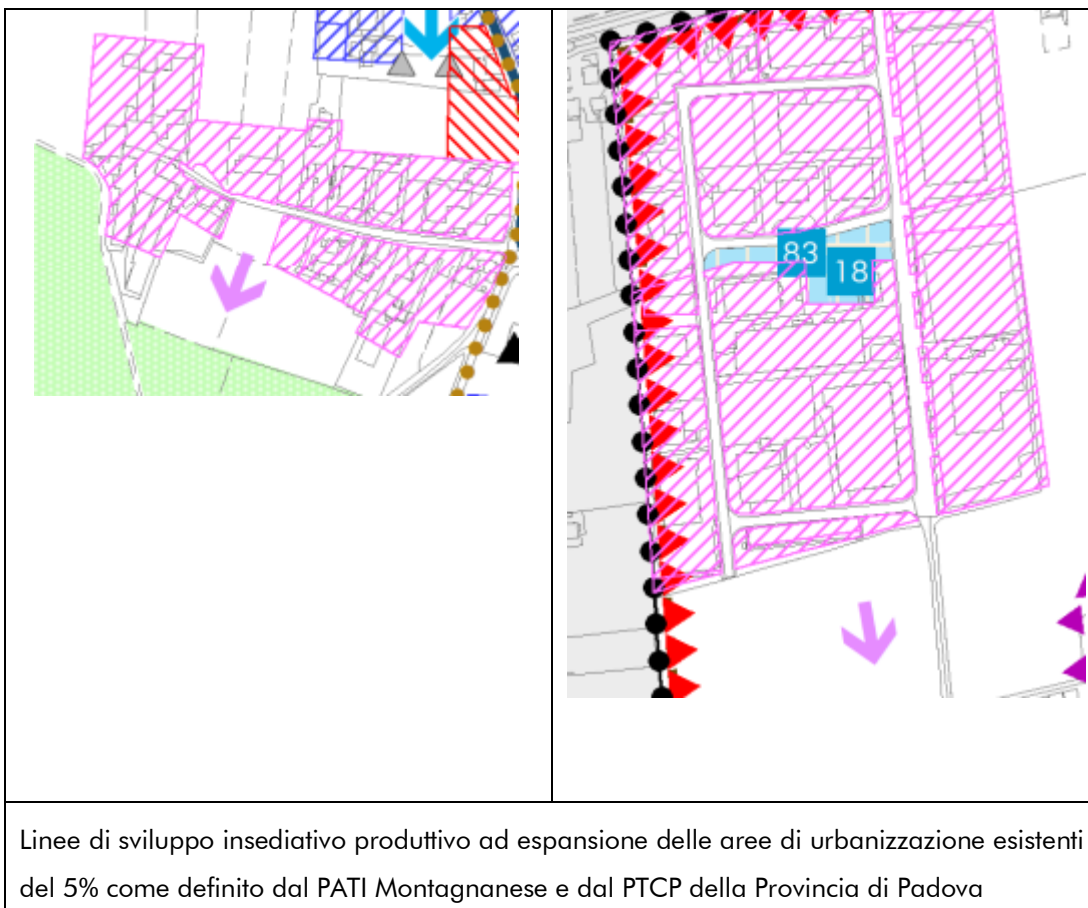 83
18
Linee di sviluppo insediativo produttivo ad espansione delle aree di urbanizzazione esistenti
del 5% come definito dal PATI Montagnanese e dal PTCP della Provincia di Padova